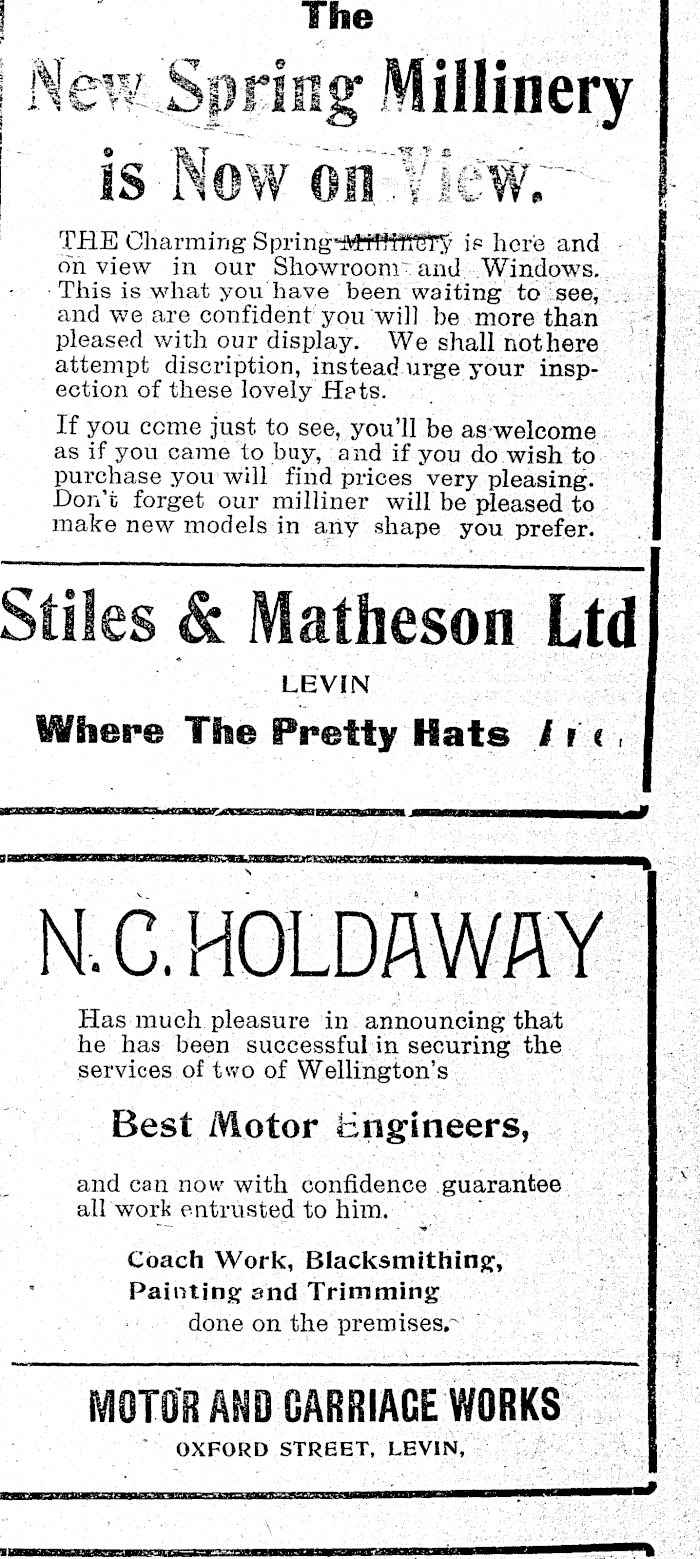 The
New Spring Millinery
is Now on View.
THE Charming Spring Millinery is here and
on view in our Showroom and Windows.
This is what you have been waiting to see,
and we are confident you will be more than
pleased with our display. We shall not here
attempt discription, instead urge your insp-
ection of these lovely Hats.
If you come just to see, you'll be as welcome
as if you came to buy, and if you do wish to
purchase you will find prices very pleasing.
Don't forget our milliner will be pleased to
make new models in any shape you prefer.
Stiles & Matheson Ltd
LEVIN
Where The Pretty Hats Are
N. C. HOLDAWAY
Has much pleasure in announcing that
he has been successful in securing the
services of two of Wellington's
Best Motor Engineers,
and can now with confidence guarantee
all work entrusted to him.
Coach Work, Blacksmithing,
Painting and Trimming
done on the premises.
MOTOR AND CARRIAGE WORKS
OXFORD STREET, LEVIN,